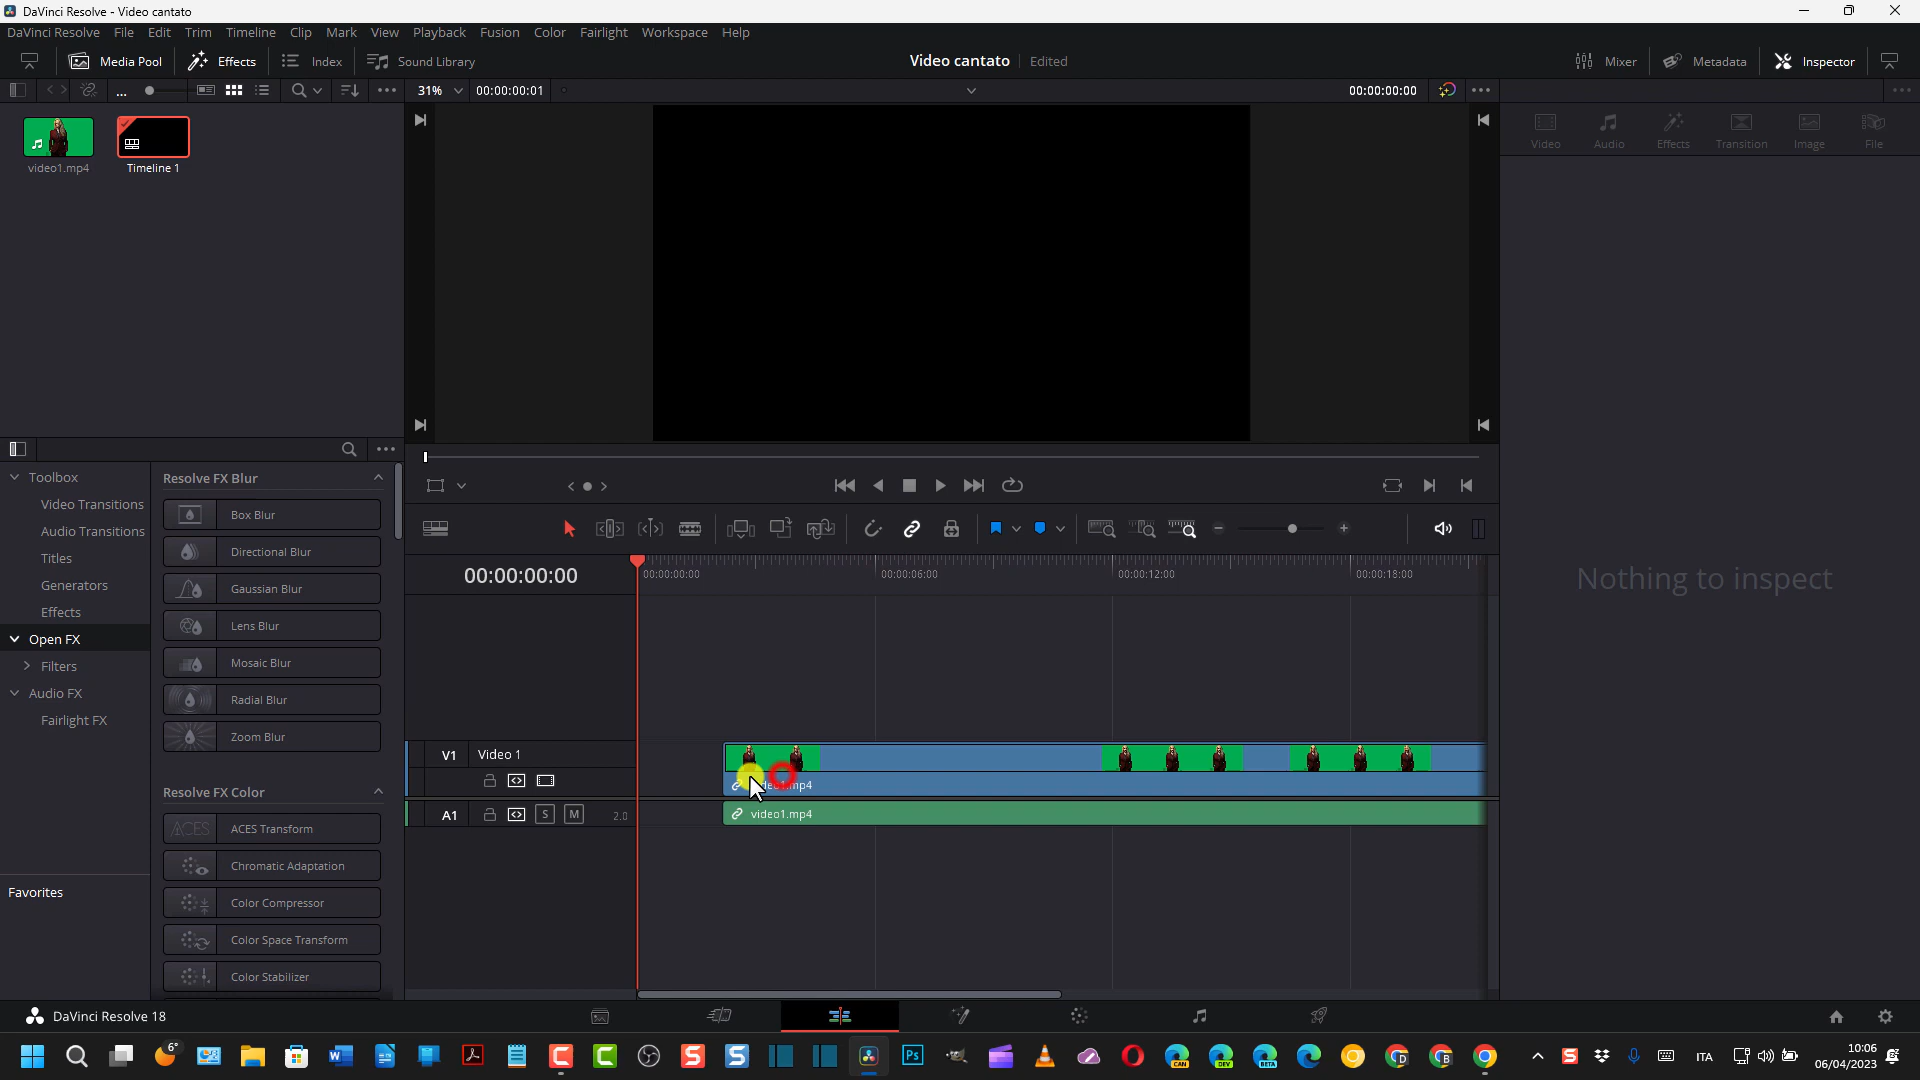 DaVinci Resolve - Video cantato
DaVinci Resolve File Edit Trim Timeline Clip Mark View Playback Fusion Color Fairlight Workspace Help
Media Pool Effects Index Sound Library Video cantato Edited Mixer Metadata Inspector
31% 00:00:00:01 00:00:00:00
Video Audio Effects Transition Image File
video1.mp4 Timeline 1
Toolbox
Video Transitions
Audio Transitions
Titles
Generators
Effects
Open FX
Filters
Audio FX
Fairlight FX
Favorites
Resolve FX Blur
Box Blur
Directional Blur
Gaussian Blur
Lens Blur
Mosaic Blur
Radial Blur
Zoom Blur
Resolve FX Color
ACES ACES Transform
Chromatic Adaptation
Color Compressor
Color Space Transform
Color Stabilizer
00:00:00:00 00:00:00:00 00:00:06:00 00:00:12:00 00:00:18:00
Nothing to inspect
V1 Video 1
A1 S M 2.0
video1.mp4
DaVinci Resolve 18
6° CAN DEV BETA D B ITA 10:06
06/04/2023